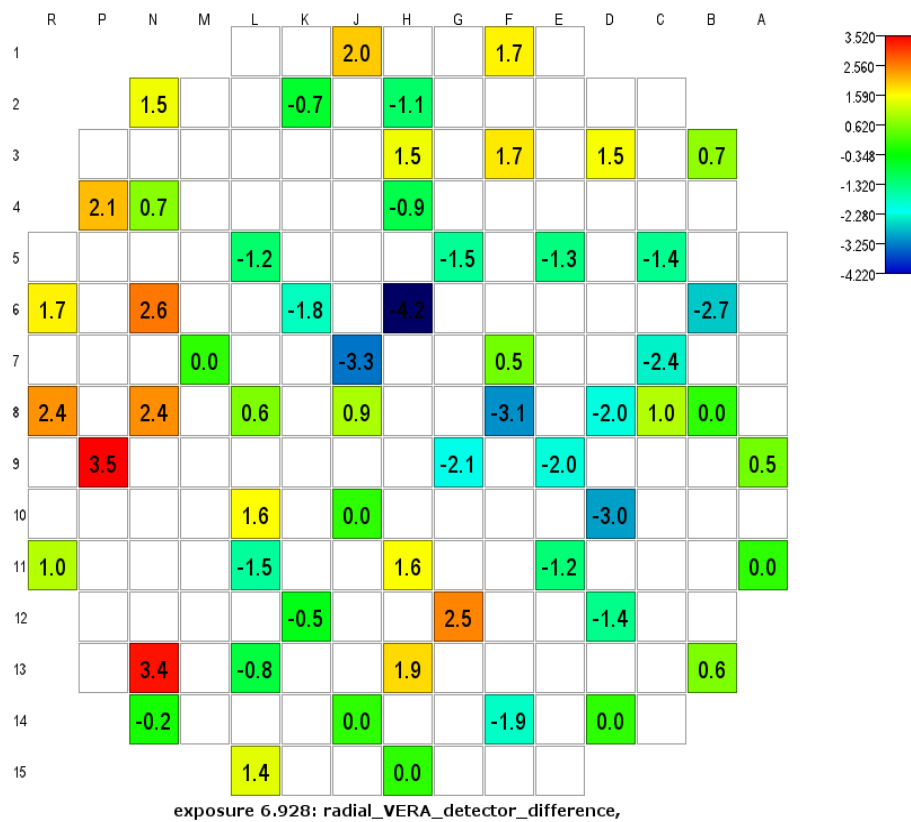 R P N M L K J H G F E D C B A
1 2.0 1.7 3.520
2.560
2 1.5 -0.7 -1.1 1.590
0.620
3 1.5 1.7 1.5 0.7 -0.348
-1.320
4 2.1 0.7 -0.9 -2.280
-3.250
5 -1.2 -1.5 -1.3 -1.4 -4.220
6 1.7 2.6 -1.8 -4.2 -2.7
7 0.0 -3.3 0.5 -2.4
8 2.4 2.4 0.6 0.9 -3.1 -2.0 1.0 0.0
9 3.5 -2.1 -2.0 0.5
10 1.6 0.0 -3.0
11 1.0 -1.5 1.6 -1.2 0.0
12 -0.5 2.5 -1.4
13 3.4 -0.8 1.9 0.6
14 -0.2 0.0 -1.9 0.0
15 1.4 0.0
exposure 6.928: radial_VERA_detector_difference,